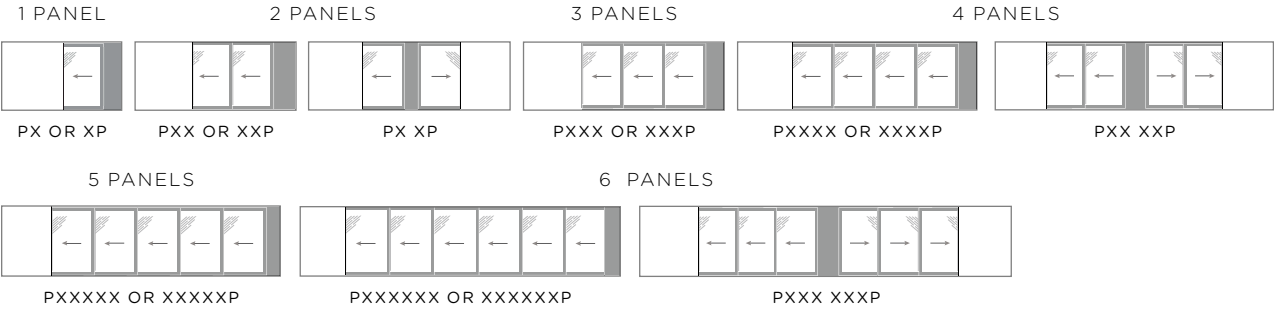 1 PANEL 2 PANELS 3 PANELS 4 PANELS
PX OR XP PXX OR XXP PX XP PXXX OR XXXP PXXXX OR XXXXP PXX XXP
5 PANELS 6 PANELS
PXXXXX OR XXXXXP PXXXXXX OR XXXXXXP PXXX XXXP